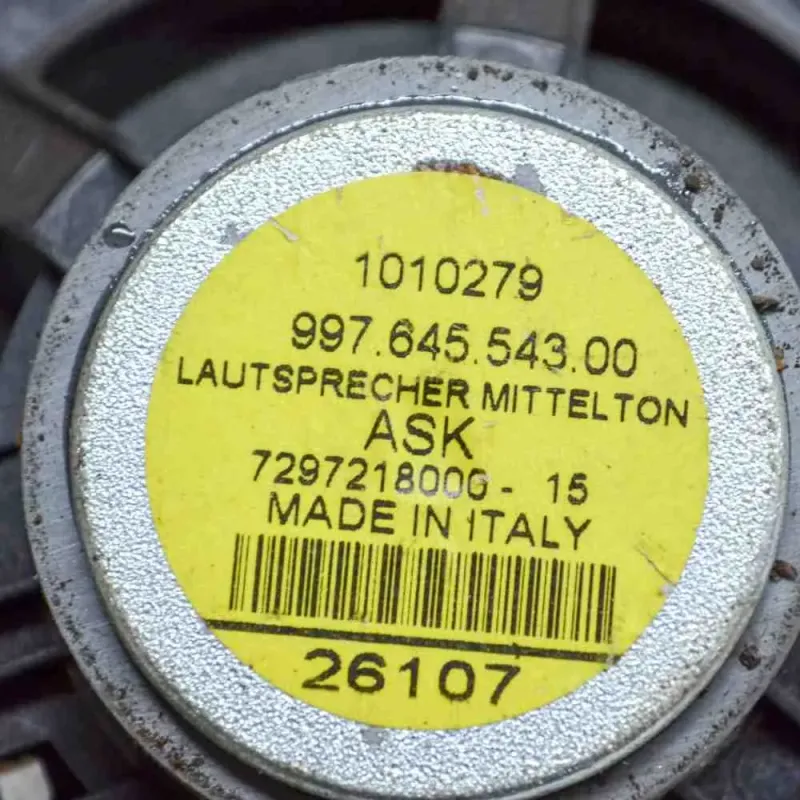 1010279
997.645.543.00
LAUTSPRECHER MITTELTON
ASK
7297218000 - 15
MADE IN ITALY
26107